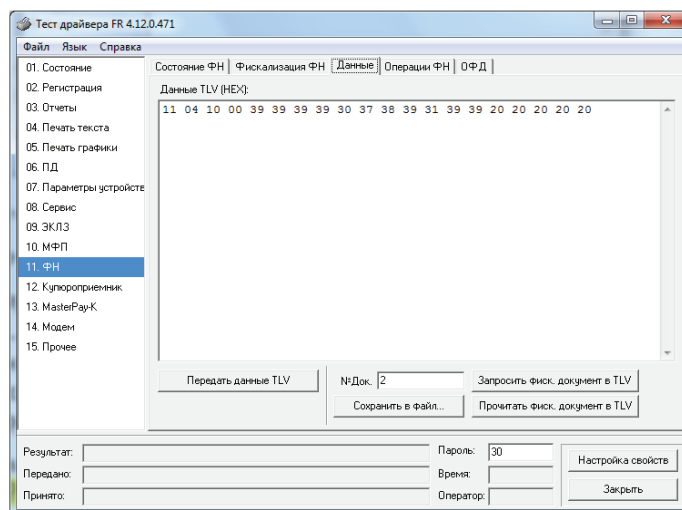 Тест драйвера FR 4.12.0.471
Файл Язык Справка
01. Состояние
02. Регистрация
03. Отчеты
04. Печать текста
05. Печать графики
06. ПД
07. Параметры устройств
08. Сервис
09. ЭКЛЗ
10. МФП
11. ФН
12. Купюроприемник
13. MasterPay-K
14. Модем
15. Прочее
Состояние ФН Фискализация ФН Данные Операции ФН ОФД
Данные TLV (HEX):
11 04 10 00 39 39 39 39 30 37 38 39 31 39 39 20 20 20 20 20
Передать данные TLV №Док. 2 Запросить фиск. документ в TLV
Сохранить в файл... Прочитать фиск. документ в TLV
Результат: Пароль: 30 Настройка свойств
Передано: Время:
Принято: Оператор: Закрыть